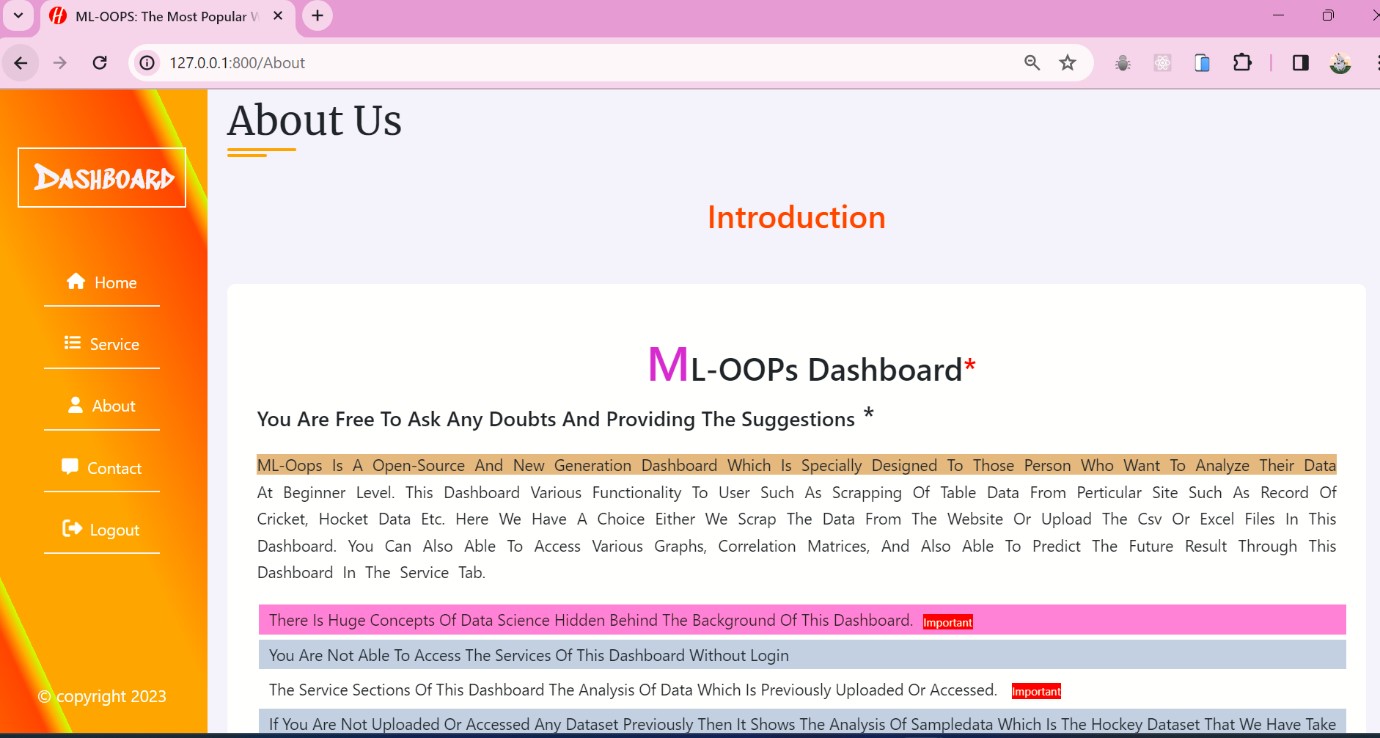 ML-OOPS: The Most Popular W
127.0.0.1:800/About
About Us
DASHBOARD
Introduction
Home
Service
About
Contact
Logout
© copyright 2023
ML-OOPs Dashboard*
You Are Free To Ask Any Doubts And Providing The Suggestions *
ML-Oops Is A Open-Source And New Generation Dashboard Which Is Specially Designed To Those Person Who Want To Analyze Their Data
At Beginner Level. This Dashboard Various Functionality To User Such As Scrapping Of Table Data From Perticular Site Such As Record Of
Cricket, Hocket Data Etc. Here We Have A Choice Either We Scrap The Data From The Website Or Upload The Csv Or Excel Files In This
Dashboard. You Can Also Able To Access Various Graphs, Correlation Matrices, And Also Able To Predict The Future Result Through This
Dashboard In The Service Tab.
There Is Huge Concepts Of Data Science Hidden Behind The Background Of This Dashboard. Important
You Are Not Able To Access The Services Of This Dashboard Without Login
The Service Sections Of This Dashboard The Analysis Of Data Which Is Previously Uploaded Or Accessed. Important
If You Are Not Uploaded Or Accessed Any Dataset Previously Then It Shows The Analysis Of Sampledata Which Is The Hockey Dataset That We Have Take